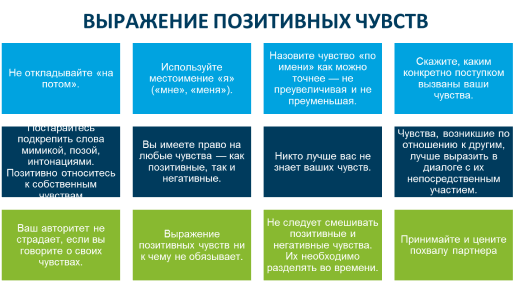 ВЫРАЖЕНИЕ ПОЗИТИВНЫХ ЧУВСТВ
Не откладывайте «на
потом».
Используйте
местоимение «я»
(«мне», «меня»).
Назовите чувство «по
имени» как можно
точнее — не
преувеличивая и не
преуменьшая.
Скажите, каким
конкретно поступком
вызваны ваши
чувства.
Постарайтесь
подкрепить слова
мимикой, позой,
интонациями.
Позитивно относитесь
к собственным
чувствам
Вы имеете право на
любые чувства — как
позитивные, так и
негативные.
Никто лучше вас не
знает ваших чувств.
Чувства, возникшие по
отношению к другим,
лучше выразить в
диалоге с их
непосредственным
участием.
Ваш авторитет не
страдает, если вы
говорите о своих
чувствах.
Выражение
позитивных чувств ни
к чему не обязывает.
Не следует смешивать
позитивные и
негативные чувства.
Их необходимо
разделять во времени.
Принимайте и цените
похвалу партнера